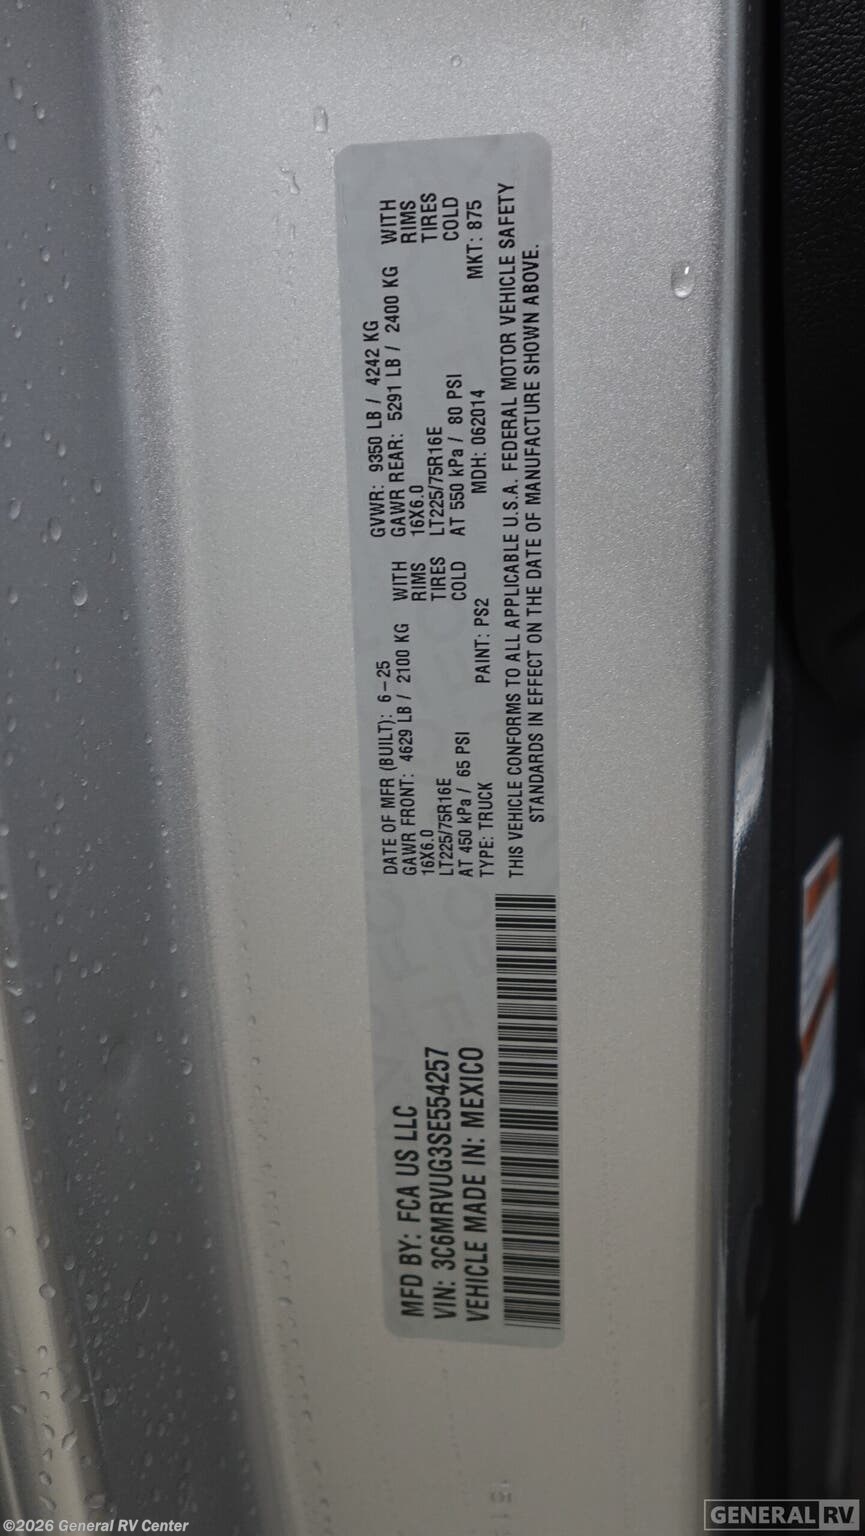 MFD BY: FCA US LLC
VIN: 3C6MRVUG3SE554257
VEHICLE MADE IN: MEXICO
DATE OF MFR (BUILT): 6-25
GAWR FRONT: 4629 LB / 2100 KG WITH
16X6.0 RIMS
LT225/75R16E TIRES
AT 450 kPa / 65 PSI COLD
TYPE: TRUCK PAINT: PS2
GVWR: 9350 LB / 4242 KG
GAWR REAR: 5291 LB / 2400 KG WITH
16X6.0 RIMS
LT225/75R16E TIRES
AT 550 kPa / 80 PSI COLD
MDH: 062014 MKT: 875
THIS VEHICLE CONFORMS TO ALL APPLICABLE U.S.A. FEDERAL MOTOR VEHICLE SAFETY
STANDARDS IN EFFECT ON THE DATE OF MANUFACTURE SHOWN ABOVE.
©2026 General RV Center
GENERAL RV